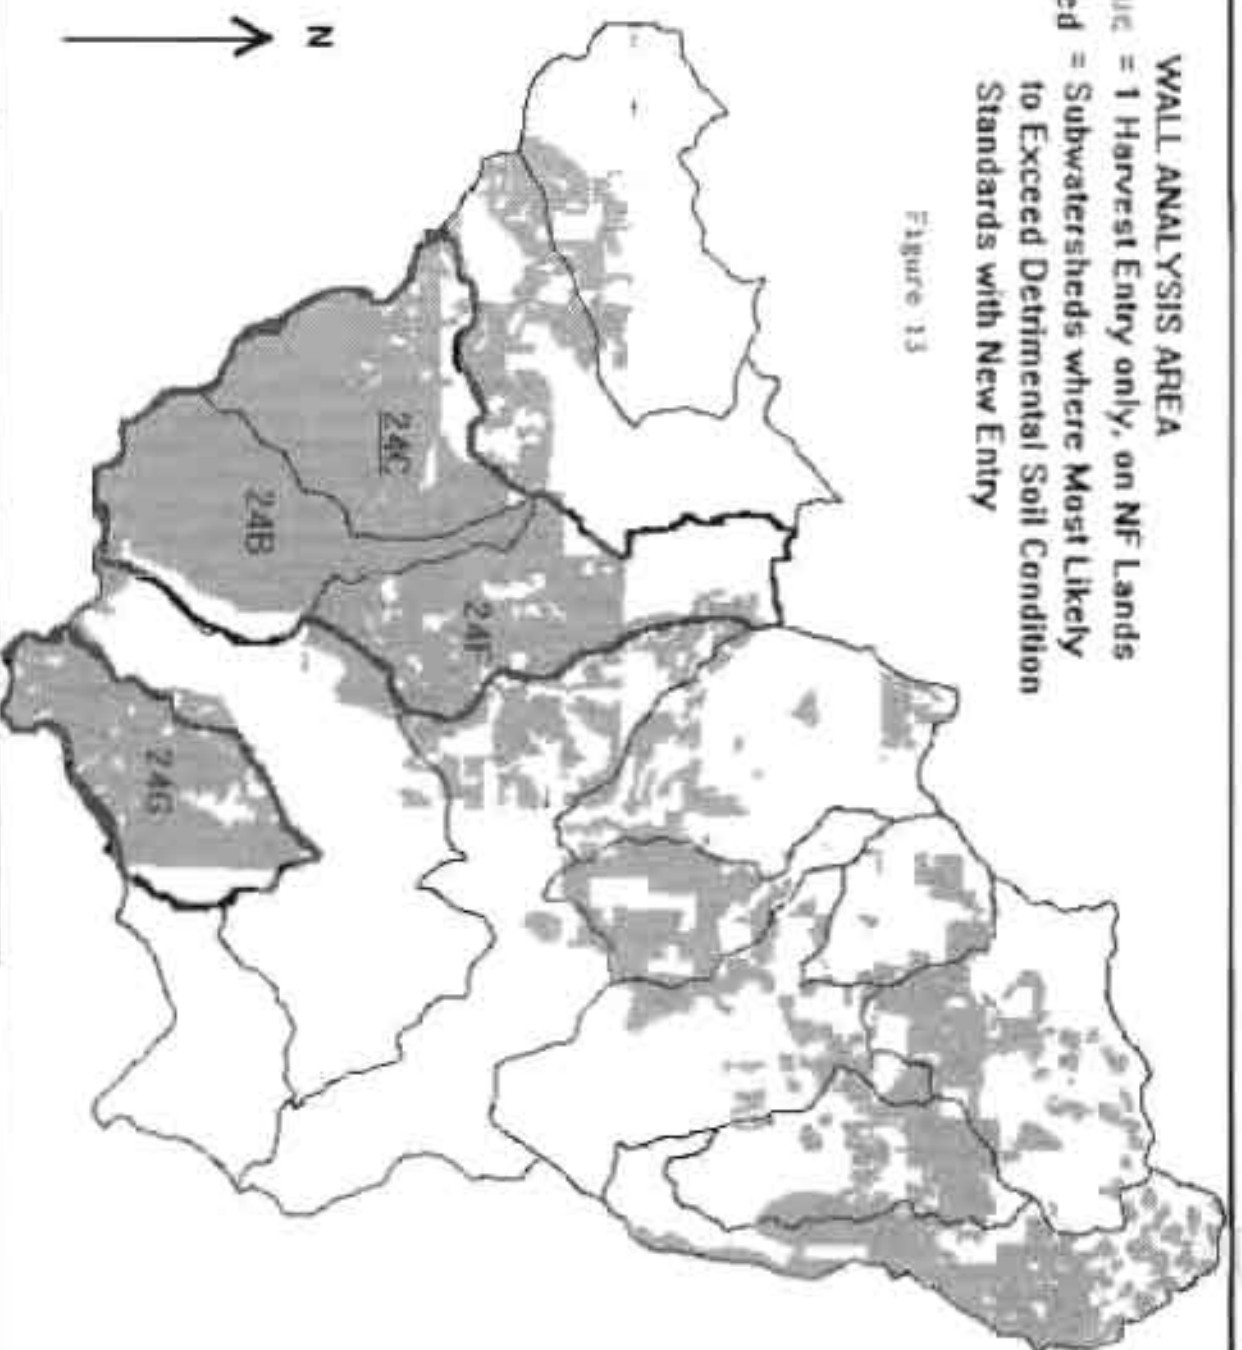 WALL ANALYSIS AREA
= 1 Harvest Entry only, on NF Lands
ed = Subwatersheds where Most Likely
to Exceed Detrimental Soil Condition
Standards with New Entry
Figure 13
N
24C
24B
24F
24G